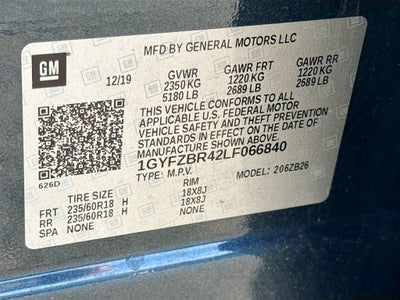 GM
MFD BY GENERAL MOTORS LLC
12/19 GVWR GAWR FRT GAWR RR
2350 KG 1220 KG 1220 KG
5180 LB 2689 LB 2689 LB
THIS VEHICLE CONFORMS TO ALL
APPLICABLE U.S. FEDERAL MOTOR
VEHICLE SAFETY AND THEFT
PREVENTION STANDARDS IN EFFECT
ON THE DATE OF MANUFACTURE
SHOWN ABOVE.
1GYFZBR42LF066840
626D TYPE: M.P.V. MODEL: 206ZB26
TIRE SIZE RIM
FRT 235/60R18 H 18X8J
RR 235/60R18 H 18X8J
SPA NONE NONE